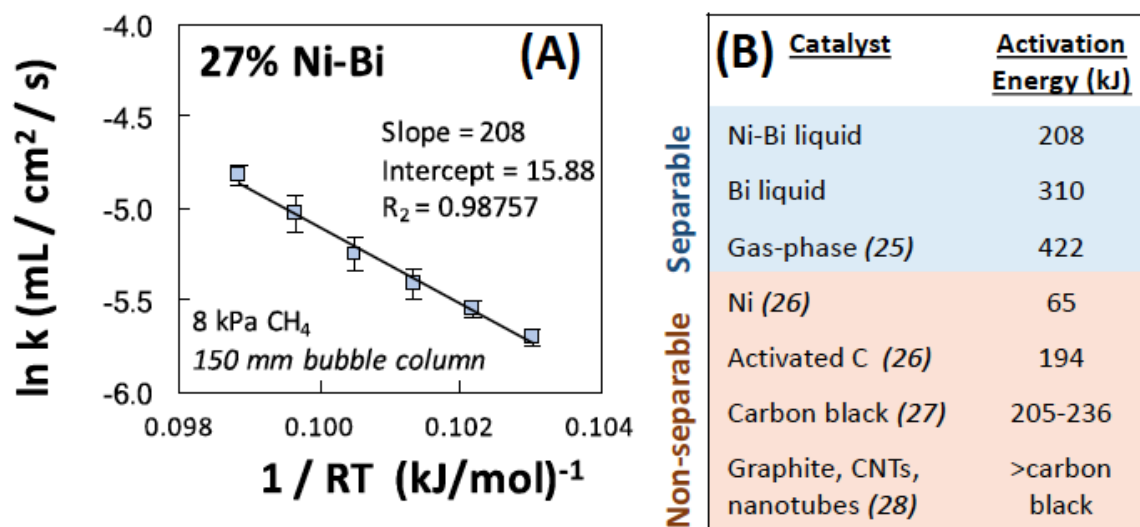 27% Ni-Bi
(A)
Slope = 208
Intercept = 15.88
R₂ = 0.98757
8 kPa CH₄
150 mm bubble column
-4.0
-4.5
-5.0
-5.5
-6.0
0.098 0.100 0.102 0.104
ln k (mL / cm² / s)
1 / RT (kJ/mol)⁻¹
(B) Catalyst Activation
Energy (kJ)
Separable
Ni-Bi liquid 208
Bi liquid 310
Gas-phase (25) 422
Non-separable
Ni (26) 65
Activated C (26) 194
Carbon black (27) 205-236
Graphite, CNTs, >carbon
nanotubes (28) black